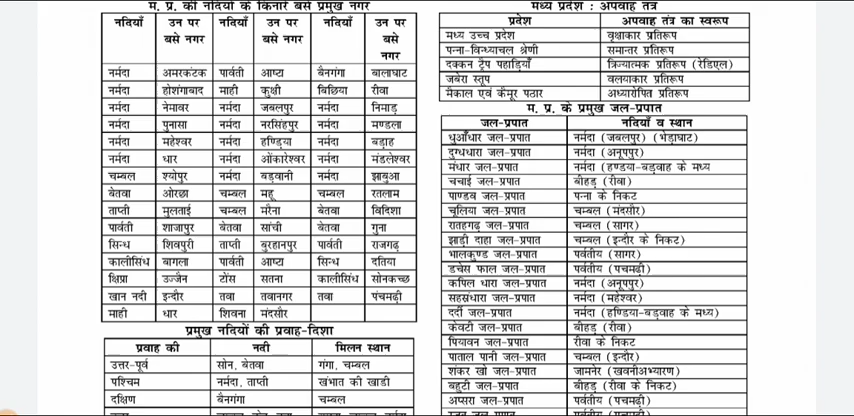 म. प्र. की नदियों के किनारे बसे प्रमुख नगर
नदियाँ उन पर बसे नगर नदियाँ उन पर बसे नगर नदियाँ उन पर बसे नगर
नर्मदा अमरकंटक पार्वती आष्टा बैनगंगा बालाघाट
नर्मदा होशंगाबाद माही कुक्षी बिछिया रीवा
नर्मदा नेमावर नर्मदा जबलपुर नर्मदा निमाड़
नर्मदा पुनासा नर्मदा नरसिंहपुर नर्मदा मण्डला
नर्मदा महेश्वर नर्मदा हण्डिया नर्मदा बड़ाह
नर्मदा धार नर्मदा ओंकारेश्वर नर्मदा मंडलेश्वर
चम्बल श्योपुर नर्मदा बड़वानी नर्मदा झाबुआ
बेतवा ओरछा चम्बल महू चम्बल रतलाम
ताप्ती मुलताई चम्बल मरैना बेतवा विदिशा
पार्वती शाजापुर बेतवा सांची बेतवा गुना
सिन्ध शिवपुरी ताप्ती बुरहानपुर पार्वती राजगढ़
कालीसिंध बागला पार्वती आष्टा सिन्ध दतिया
क्षिप्रा उज्जैन टोंस सतना कालीसिंध सोनकच्छ
खान नदी इन्दौर तवा तवानगर तवा पंचमढ़ी
माही धार शिवना मंदसौर
प्रमुख नदियों की प्रवाह-दिशा
प्रवाह की नदी मिलन स्थान
उत्तर-पूर्व सोन, बेतवा गंगा, चम्बल
पश्चिम नर्मदा, ताप्ती खंभात की खाडी
दक्षिण बैनगंगा चम्बल
मध्य प्रदेश : अपवाह तंत्र
प्रदेश अपवाह तंत्र का स्वरूप
मध्य उच्च प्रदेश वृक्षाकार प्रतिरूप
पन्ना-विन्ध्याचल श्रेणी समान्तर प्रतिरूप
दक्कन ट्रैप पहाड़ियाँ त्रिज्यात्मक प्रतिरूप (रेडिएल)
जबेरा स्तूप वलयाकार प्रतिरूप
मैकाल एवं कैमूर पठार अध्यारोपित प्रतिरूप
म. प्र. के प्रमुख जल-प्रपात
जल-प्रपात नदियाँ व स्थान
धुआँधार जल-प्रपात नर्मदा (जबलपुर) (भेड़ाघाट)
दुग्धधारा जल-प्रपात नर्मदा (अनूपपुर)
मंधार जल-प्रपात नर्मदा (हण्डया-बड़वाह के मध्य
चचाई जल-प्रपात बीहड़ (रीवा)
पाण्डव जल-प्रपात पन्ना के निकट
चूलिया जल-प्रपात चम्बल (मंदसौर)
रातहगढ़ जल-प्रपात चम्बल (सागर)
झाड़ी दाहा जल-प्रपात चम्बल (इन्दौर के निकट)
भालकुण्ड जल-प्रपात पर्वतीय (सागर)
डचेस फाल जल-प्रपात पर्वतीय (पचमढ़ी)
कपिल धारा जल-प्रपात नर्मदा (अनूपपुर)
सहस्रधारा जल-प्रपात नर्मदा (महेश्वर)
दर्दी जल-प्रपात नर्मदा (हण्डिया-बड़वाह के मध्य)
केवटी जल-प्रपात बीहड़ (रीवा)
पियावन जल-प्रपात रीवा के निकट
पाताल पानी जल-प्रपात चम्बल (इन्दौर)
शंकर खो जल-प्रपात जामनेर (खवनीअभ्यारण)
बहुटी जल-प्रपात बीहड़ (रीवा के निकट)
अप्सरा जल-प्रपात पर्वतीय (पचमढ़ी)